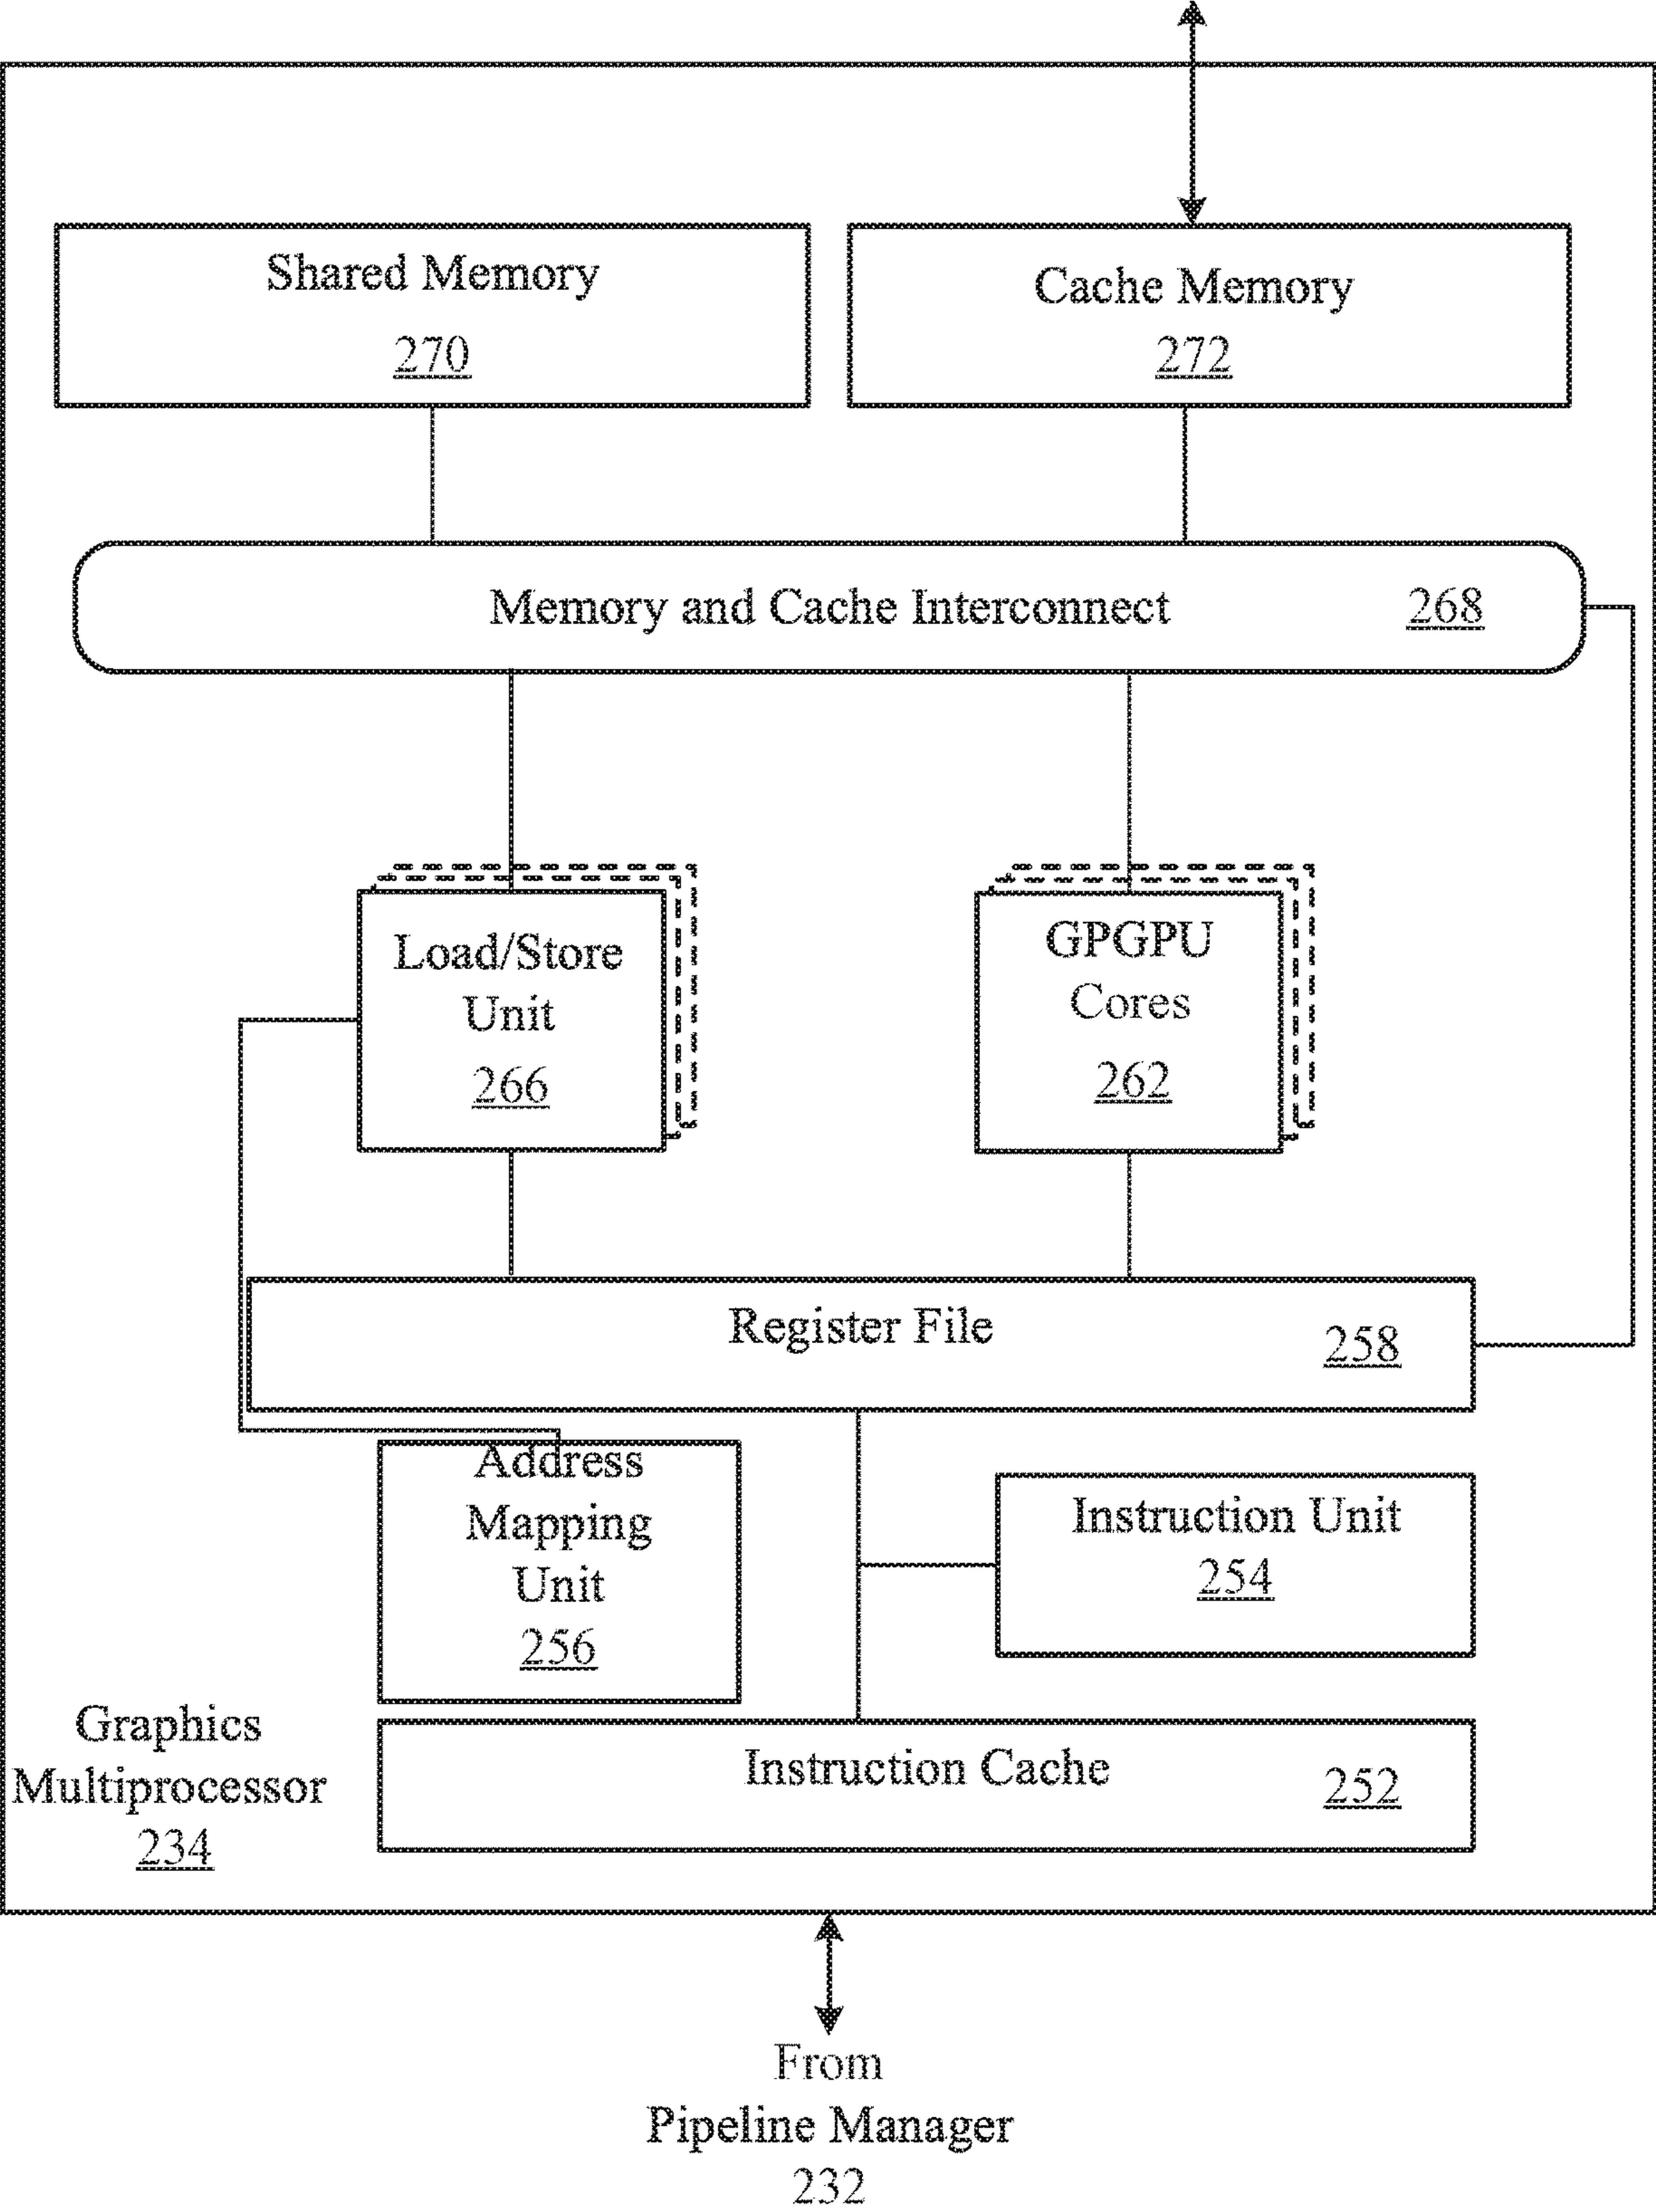 Shared Memory
270
Cache Memory
272
Memory and Cache Interconnect 268
Load/Store
Unit
266
GPGPU
Cores
262
Register File 258
Address
Mapping
Unit
256
Instruction Unit
254
Graphics
Multiprocessor
234
Instruction Cache 252
From
Pipeline Manager
232